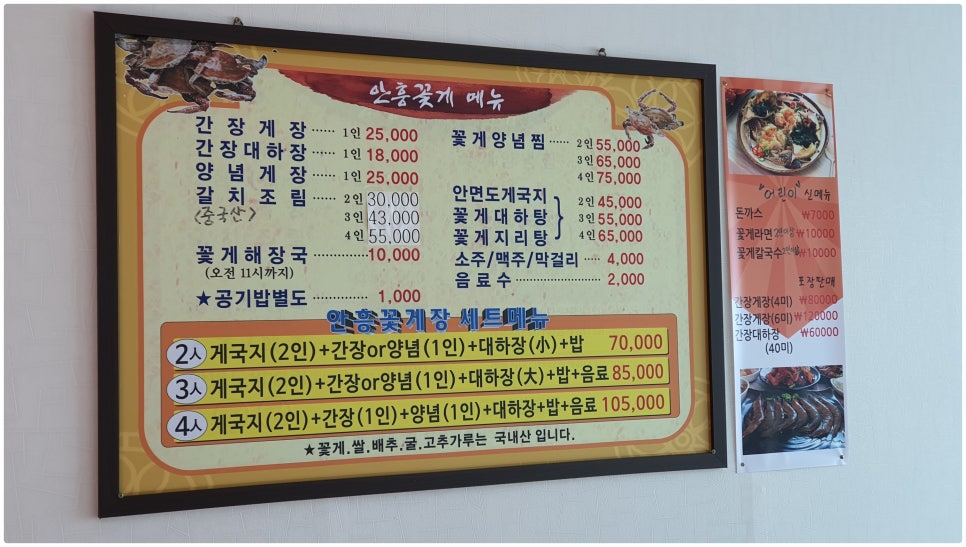 안흥꽃게 메뉴
간장게장 ...... 1인 25,000
간장대하장 ... 1인 18,000
양념게장 ...... 1인 25,000
갈치조림 ...... 2인 30,000
<중국산> 3인 43,000
4인 55,000
꽃게해장국 ........... 10,000
(오전 11시까지)
★공기밥별도 ............ 1,000
꽃게양념찜 ... 2인 55,000
3인 65,000
4인 75,000
안면도게국지 2인 45,000
꽃게대하탕 3인 55,000
꽃게지리탕 4인 65,000
소주/맥주/막걸리 ..... 4,000
음료수 ............... 2,000
안흥꽃게장 세트메뉴
2人 게국지(2인)+간장or양념(1인)+대하장(小)+밥 70,000
3人 게국지(2인)+간장or양념(1인)+대하장(大)+밥+음료 85,000
4人 게국지(2인)+간장(1인)+양념(1인)+대하장+밥+음료 105,000
★꽃게.쌀.배추.굴.고추가루는 국내산 입니다.
"어린이" 신메뉴
돈까스 ₩7000
꽃게라면 2인이상 ₩10000
꽃게칼국수 ₩10000
포장판매
간장게장(4미) ₩80000
간장게장(6미) ₩120000
간장대하장 ₩60000
(40미)